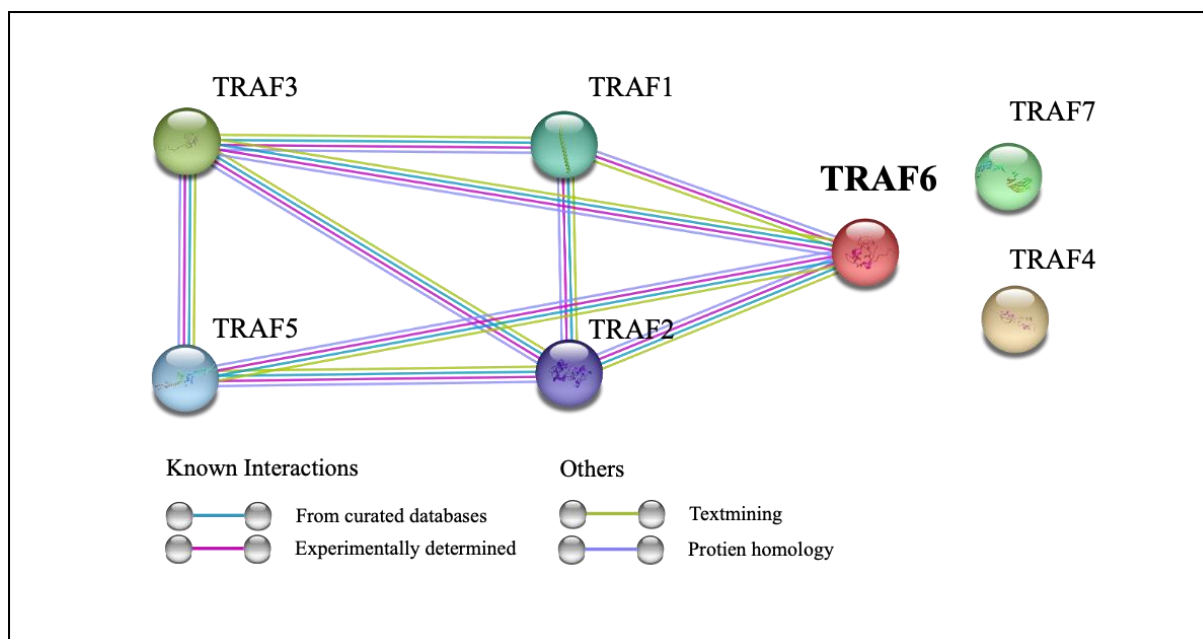 TRAF3
TRAF1
TRAF7
TRAF6
TRAF4
TRAF5
TRAF2
Known Interactions
Others
From curated databases
Textmining
Experimentally determined
Protien homology